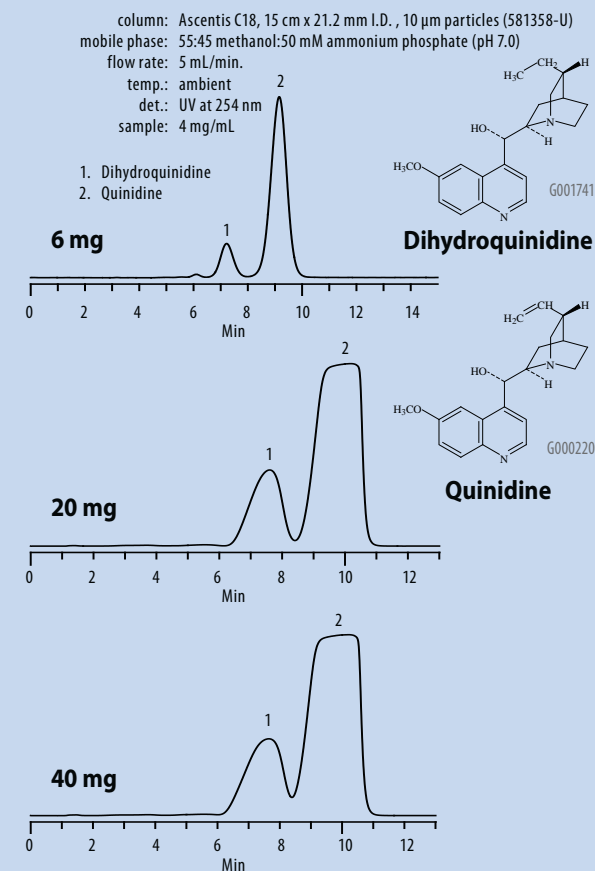 column: Ascentis C18, 15 cm x 21.2 mm I.D. , 10 µm particles (581358-U)
mobile phase: 55:45 methanol:50 mM ammonium phosphate (pH 7.0)
flow rate: 5 mL/min.
temp.: ambient
det.: UV at 254 nm
sample: 4 mg/mL
1. Dihydroquinidine
2. Quinidine
6 mg
1
2
0 2 4 6 8 10 12 14
Min
CH2
H3C
H
N
HO
H
H3CO
N
G001741
Dihydroquinidine
20 mg
1
2
0 2 4 6 8 10 12
Min
CH
H2C
H
N
HO
H
H3CO
N
G000220
Quinidine
40 mg
1
2
0 2 4 6 8 10 12
Min